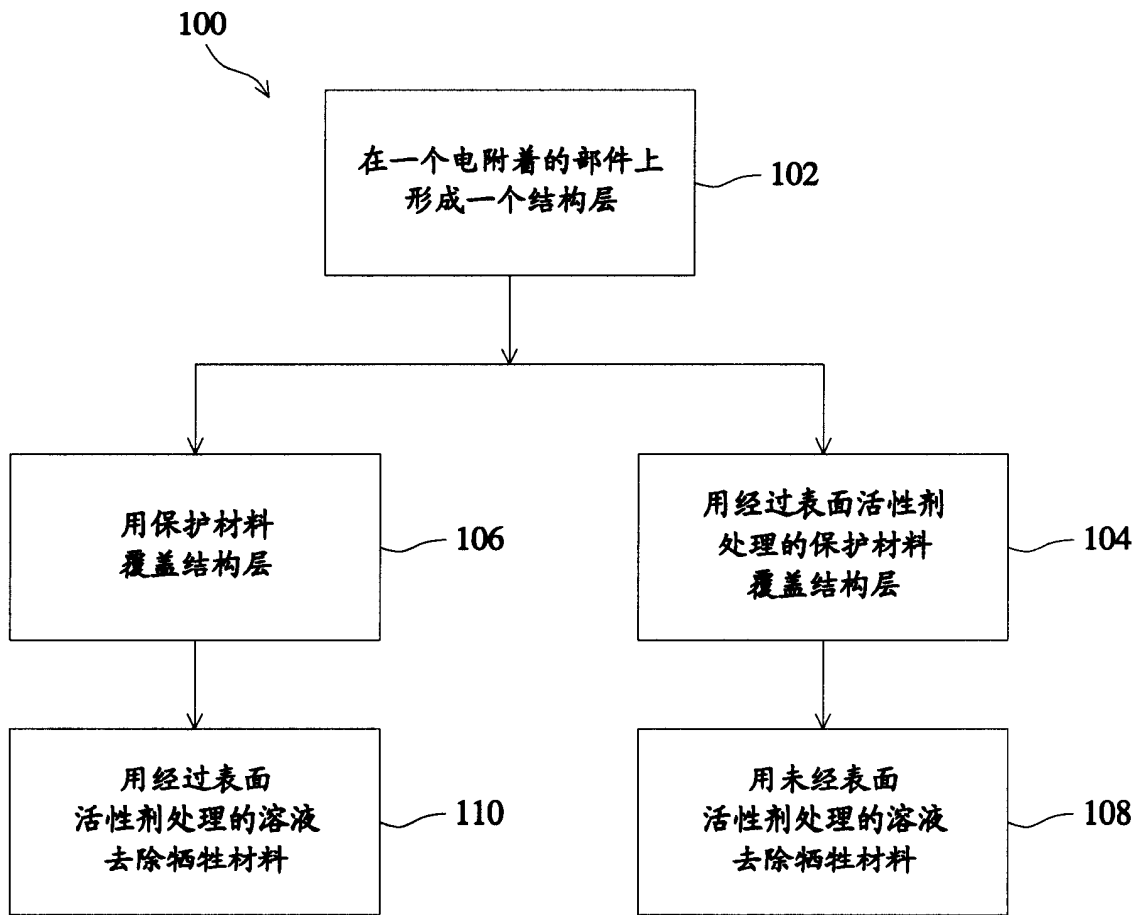 100
在一个电附着的部件上
形成一个结构层
102
用保护材料
覆盖结构层
106
用经过表面活性剂
处理的保护材料
覆盖结构层
104
用经过表面
活性剂处理的溶液
去除牺牲材料
110
用未经表面
活性剂处理的溶液
去除牺牲材料
108